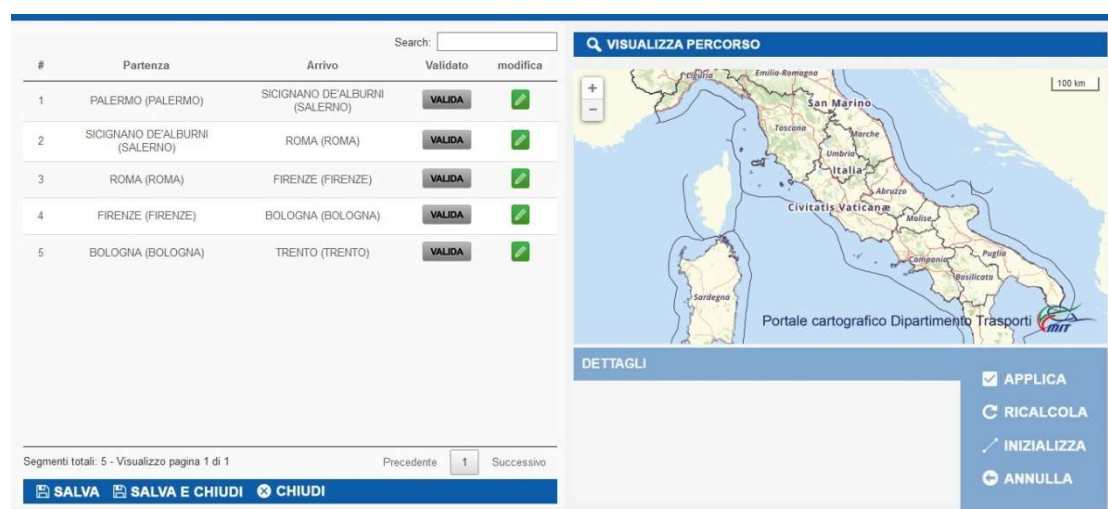 Search:
# Partenza Arrivo Validato modifica
1 PALERMO (PALERMO) SICIGNANO DE'ALBURNI (SALERNO) VALIDA
2 SICIGNANO DE'ALBURNI (SALERNO) ROMA (ROMA) VALIDA
3 ROMA (ROMA) FIRENZE (FIRENZE) VALIDA
4 FIRENZE (FIRENZE) BOLOGNA (BOLOGNA) VALIDA
5 BOLOGNA (BOLOGNA) TRENTO (TRENTO) VALIDA
Segmenti totali: 5 - Visualizzo pagina 1 di 1
Precedente 1 Successivo
SALVA SALVA E CHIUDI CHIUDI
VISUALIZZA PERCORSO
+
−
100 km
Liguria
Emilia-Romagna
San Marino
Toscana
Marche
Umbria
Italia
Abruzzo
Civitatis Vaticanæ
Molise
Campania
Puglia
Basilicata
Sardegna
Portale cartografico Dipartimento Trasporti
MIT
DETTAGLI
APPLICA
RICALCOLA
INIZIALIZZA
ANNULLA